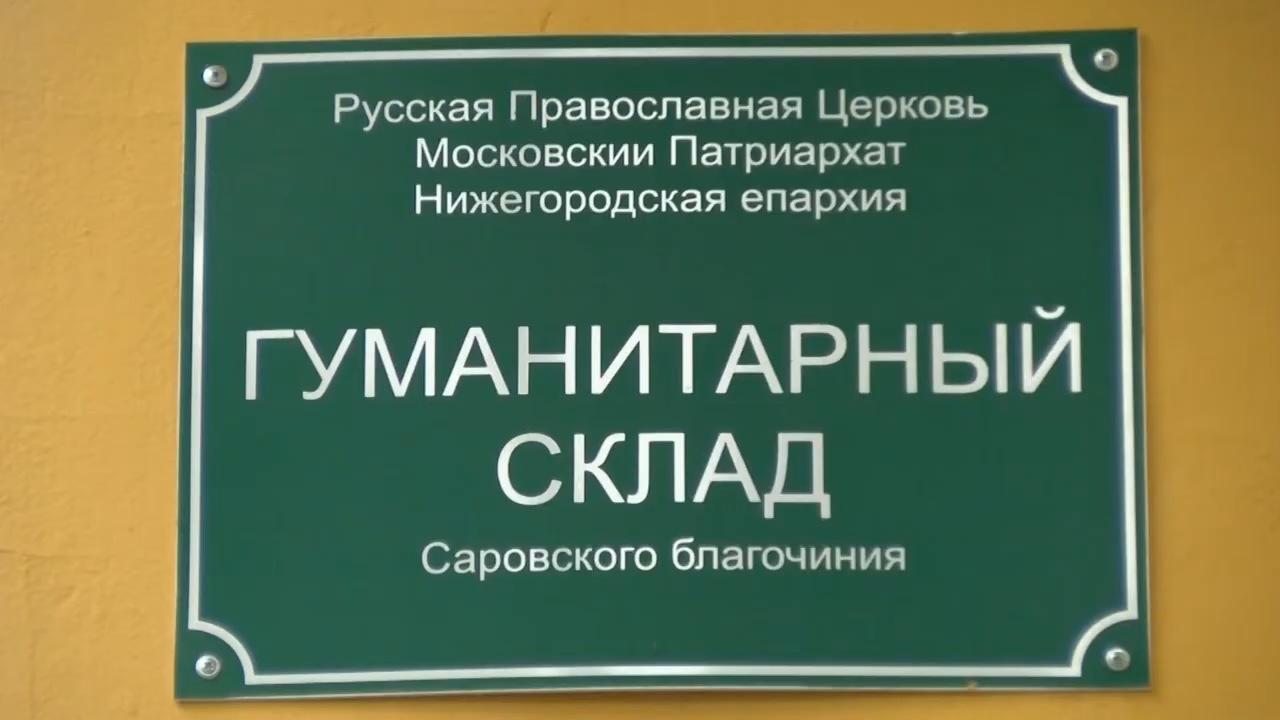 Русская Православная Церковь
Московскии Патриархат
Нижегородская епархия
ГУМАНИТАРНЫЙ
СКЛАД
Саровского благочиния